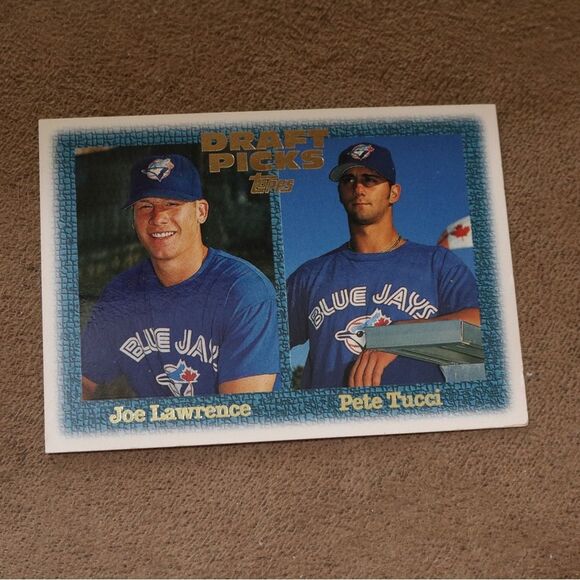 DRAFT
PICKS
Topps
BLUE JAYS
BLUE JAYS
Joe Lawrence
Pete Tucci